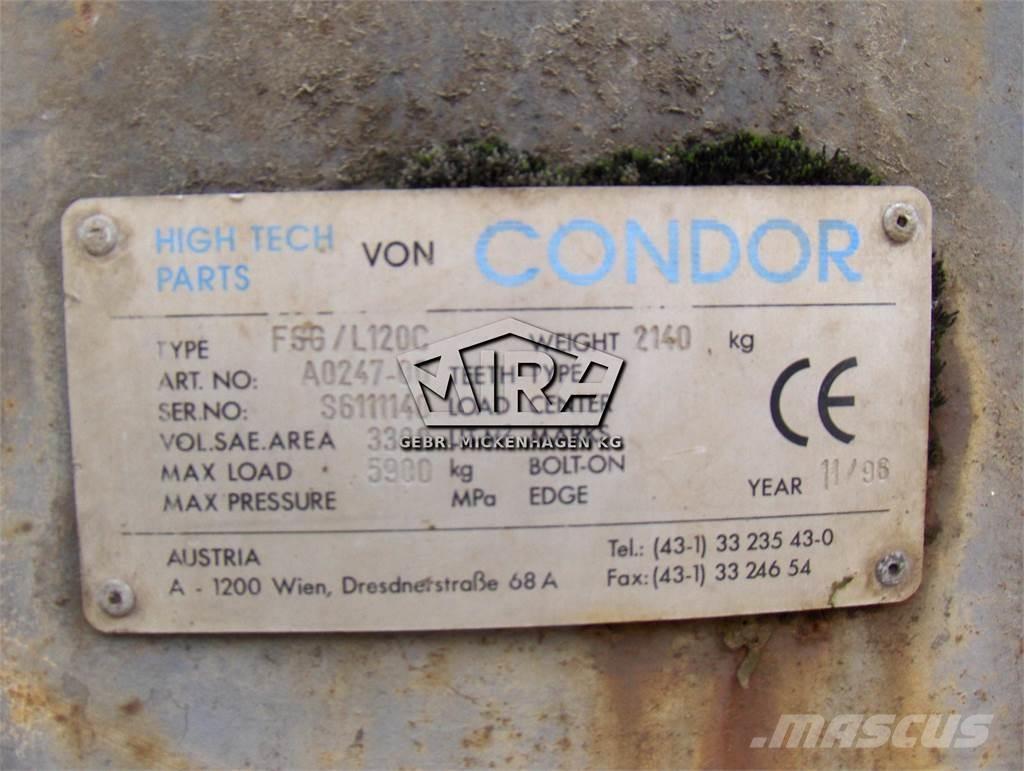 HIGH TECH PARTS VON CONDOR
TYPE FSG/L120C WEIGHT 2140 kg
ART. NO: TEETH TYPE
SER.NO: LOAD CENTER
VOL.SAE.AREA MARKS
MAX LOAD 5900 kg BOLT-ON
MAX PRESSURE MPa EDGE
CE
YEAR 11/96
AUSTRIA
A - 1200 Wien, Dresdnerstraße 68 A
Tel.: (43-1) 33 235 43-0
Fax: (43-1) 33 246 54
MIRA
GEBR. MICKENHAGEN KG
MASCUS